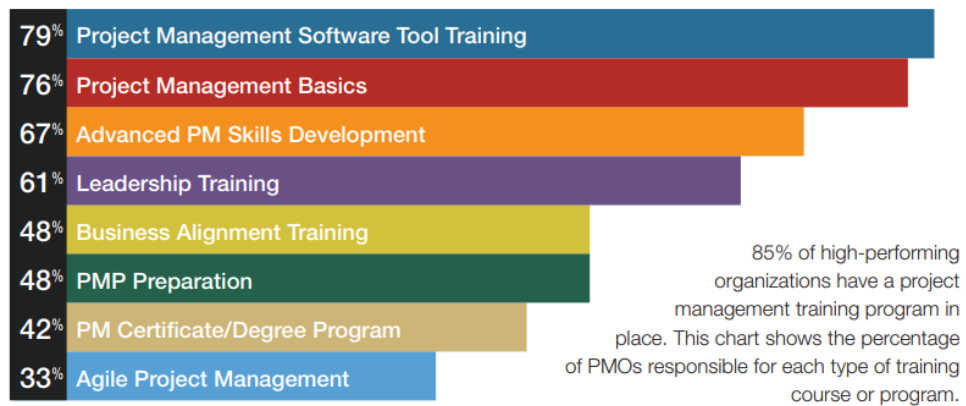 79% Project Management Software Tool Training
76% Project Management Basics
67% Advanced PM Skills Development
61% Leadership Training
48% Business Alignment Training
48% PMP Preparation
42% PM Certificate/Degree Program
33% Agile Project Management
85% of high-performing
organizations have a project
management training program in
place. This chart shows the percentage
of PMOs responsible for each type of training
course or program.